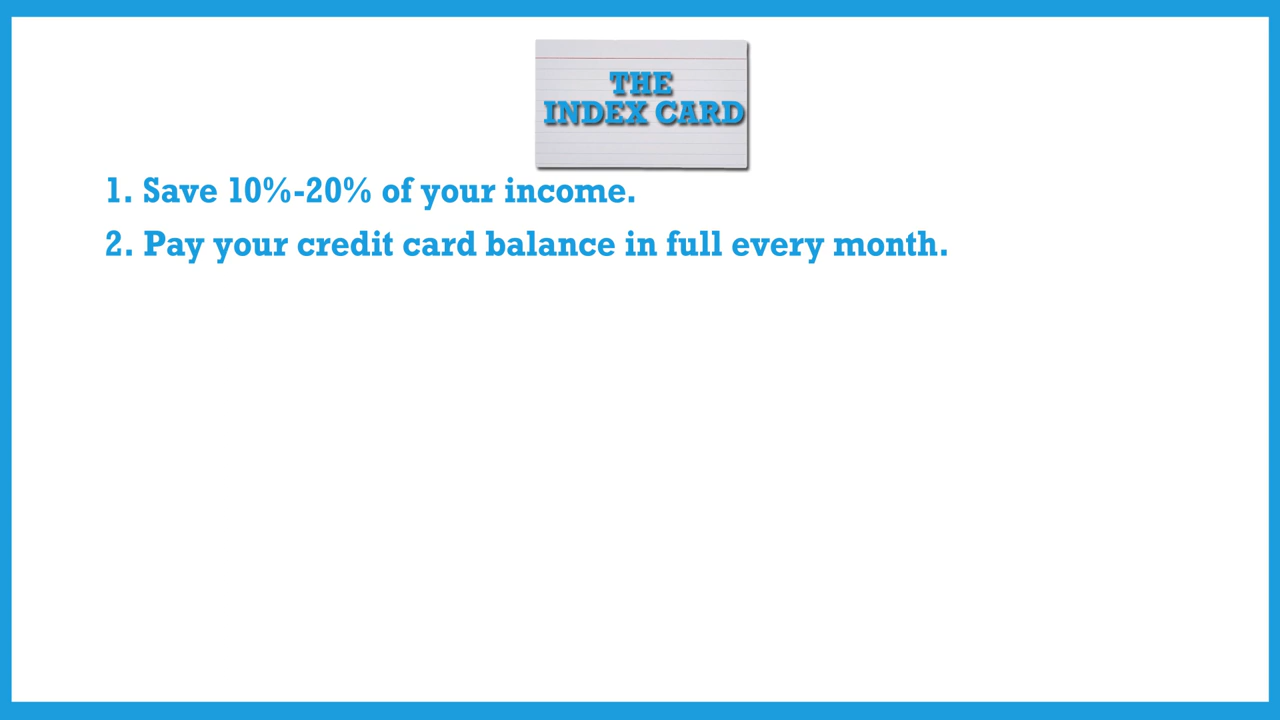 THE
INDEX CARD
1. Save 10%-20% of your income.
2. Pay your credit card balance in full every month.